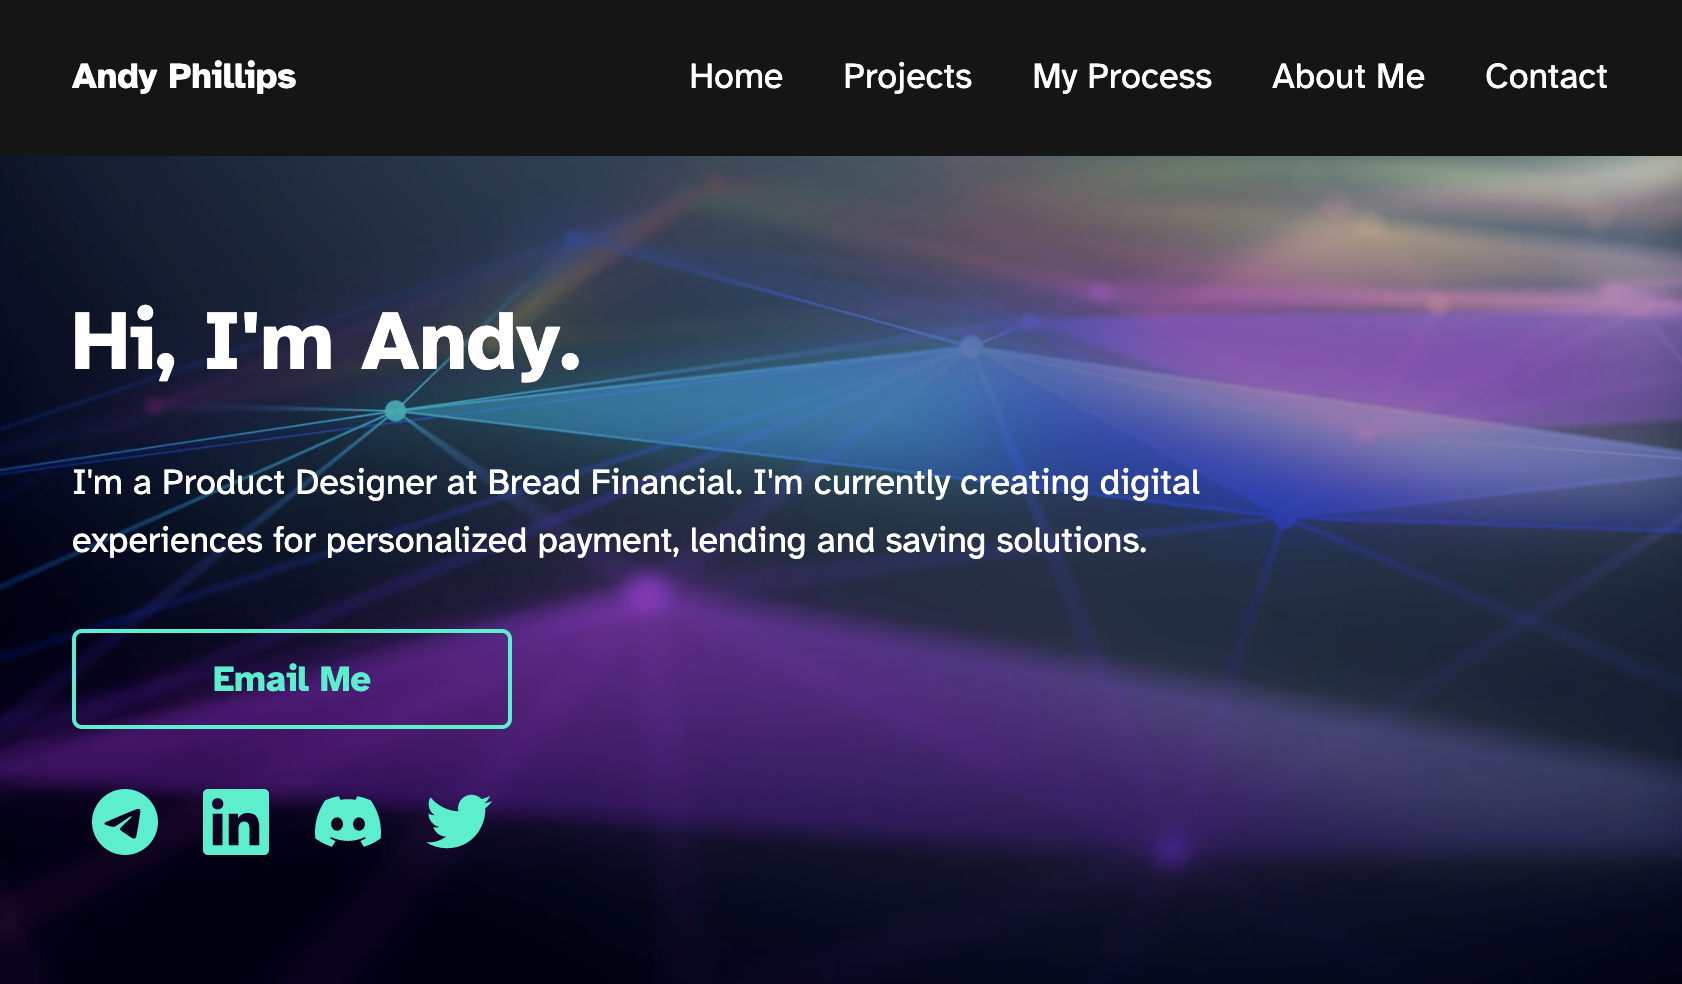 Andy Phillips
Home Projects My Process About Me Contact
Hi, I'm Andy.
I'm a Product Designer at Bread Financial. I'm currently creating digital
experiences for personalized payment, lending and saving solutions.
Email Me
in